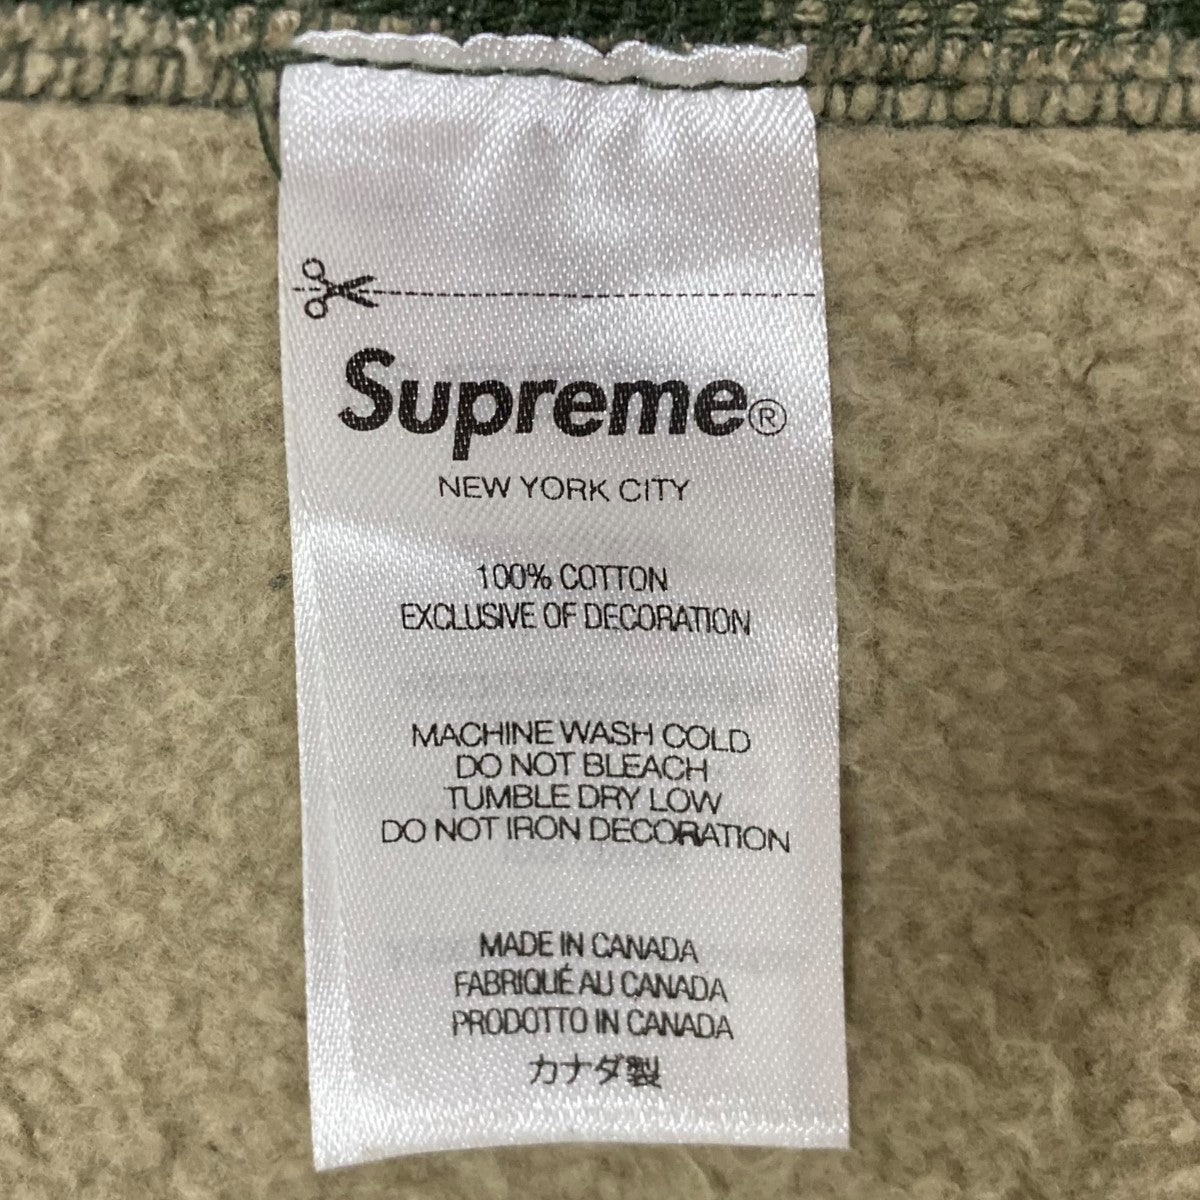 Supreme®
NEW YORK CITY
100% COTTON
EXCLUSIVE OF DECORATION
MACHINE WASH COLD
DO NOT BLEACH
TUMBLE DRY LOW
DO NOT IRON DECORATION
MADE IN CANADA
FABRIQUÉ AU CANADA
PRODOTTO IN CANADA
カナダ製